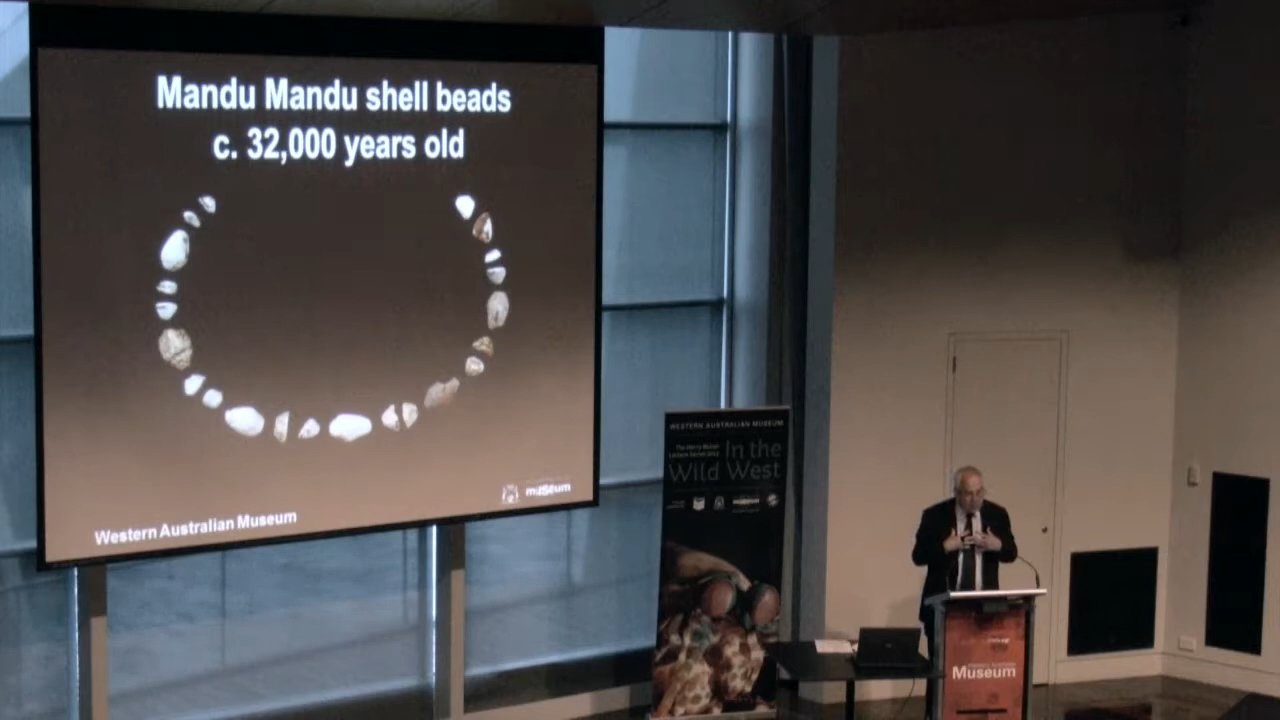 Mandu Mandu shell beads
c. 32,000 years old
museum
Western Australian Museum
WESTERN AUSTRALIAN MUSEUM
In the
Wild West
Museum